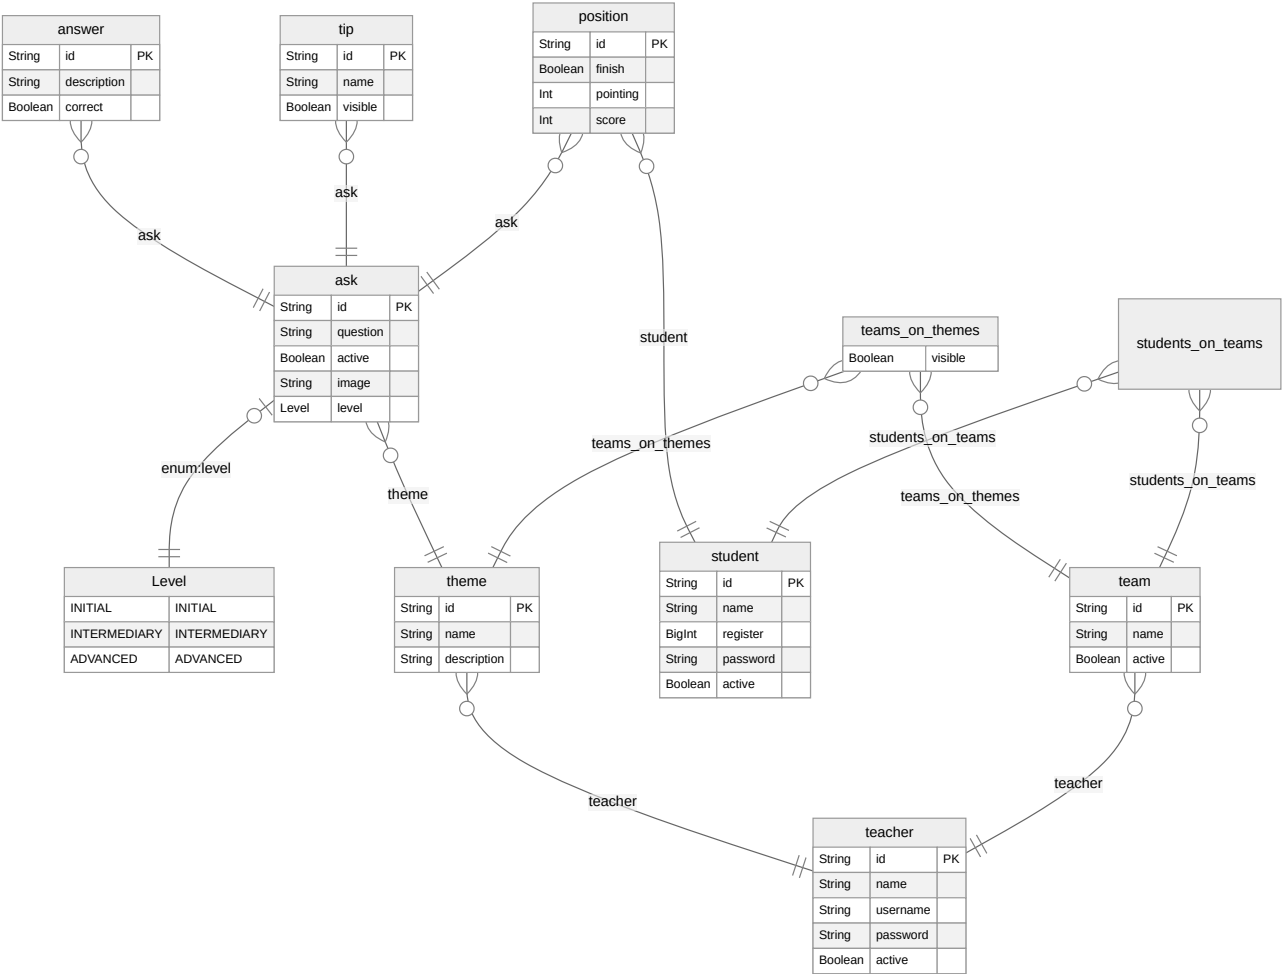 answer
String id PK
String description
Boolean correct
tip
String id PK
String name
Boolean visible
position
String id PK
Boolean finish
Int pointing
Int score
ask
ask
ask
ask
String id PK
String question
Boolean active
String image
Level level
student
teams_on_themes
Boolean visible
students_on_teams
teams_on_themes
students_on_teams
enum:level
theme
teams_on_themes
students_on_teams
Level
INITIAL INITIAL
INTERMEDIARY INTERMEDIARY
ADVANCED ADVANCED
theme
String id PK
String name
String description
student
String id PK
String name
BigInt register
String password
Boolean active
team
String id PK
String name
Boolean active
teacher
teacher
teacher
String id PK
String name
String username
String password
Boolean active